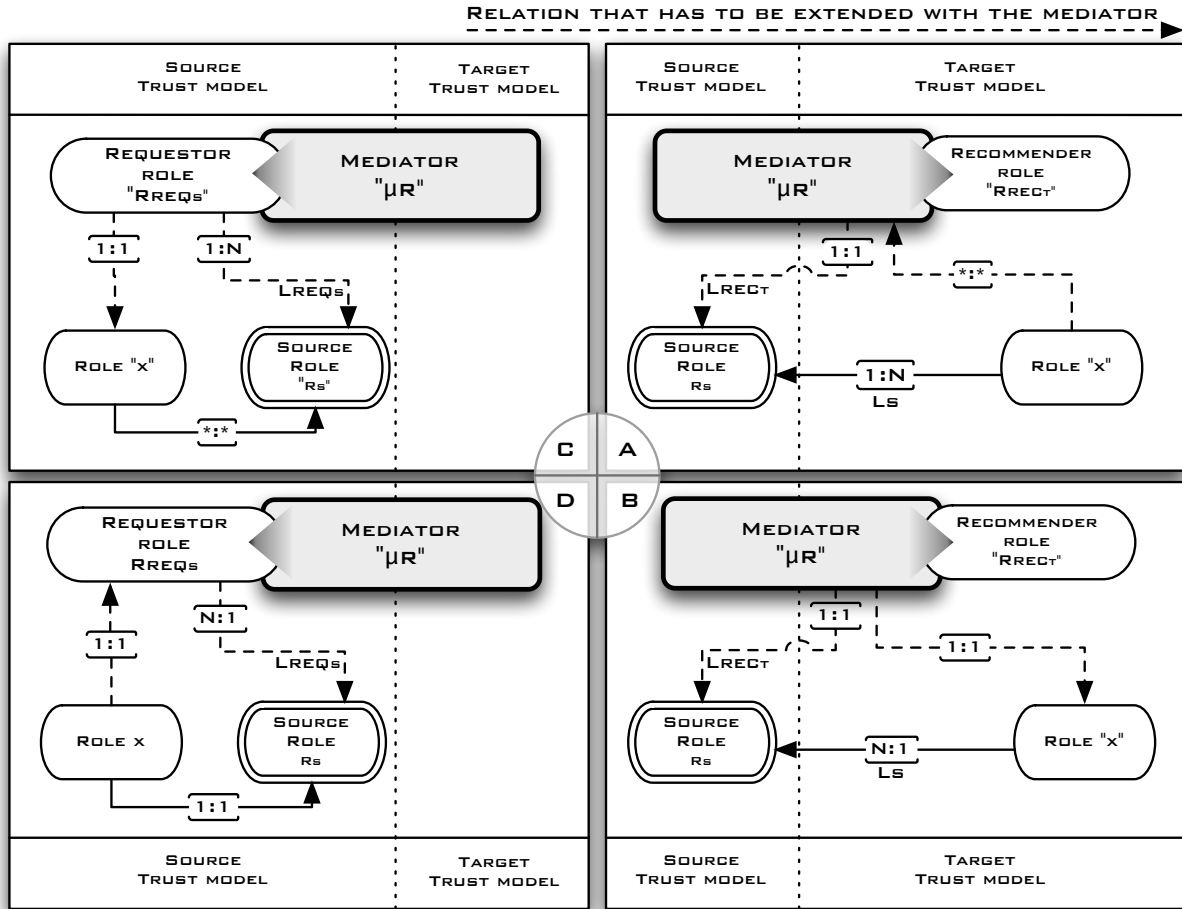 Relation that has to be extended with the mediator
Source
Trust model
Target
Trust model
Requestor
role
"RREQs"
Mediator
"μR"
1:1
1:N
LREQs
Role "x"
Source
Role
"Rs"
*:*
Source
Trust model
Target
Trust model
Mediator
"μR"
Recommender
role
"RRECT"
1:1
*:*
LRECT
Source
Role
Rs
1:N
Ls
Role "x"
C
A
D
B
Requestor
role
RREQs
Mediator
"μR"
1:1
N:1
LREQs
Role x
Source
Role
Rs
1:1
Source
Trust model
Target
Trust model
Mediator
"μR"
Recommender
role
"RRECT"
1:1
1:1
LRECT
Source
Role
Rs
N:1
Ls
Role "x"
Source
Trust model
Target
Trust model